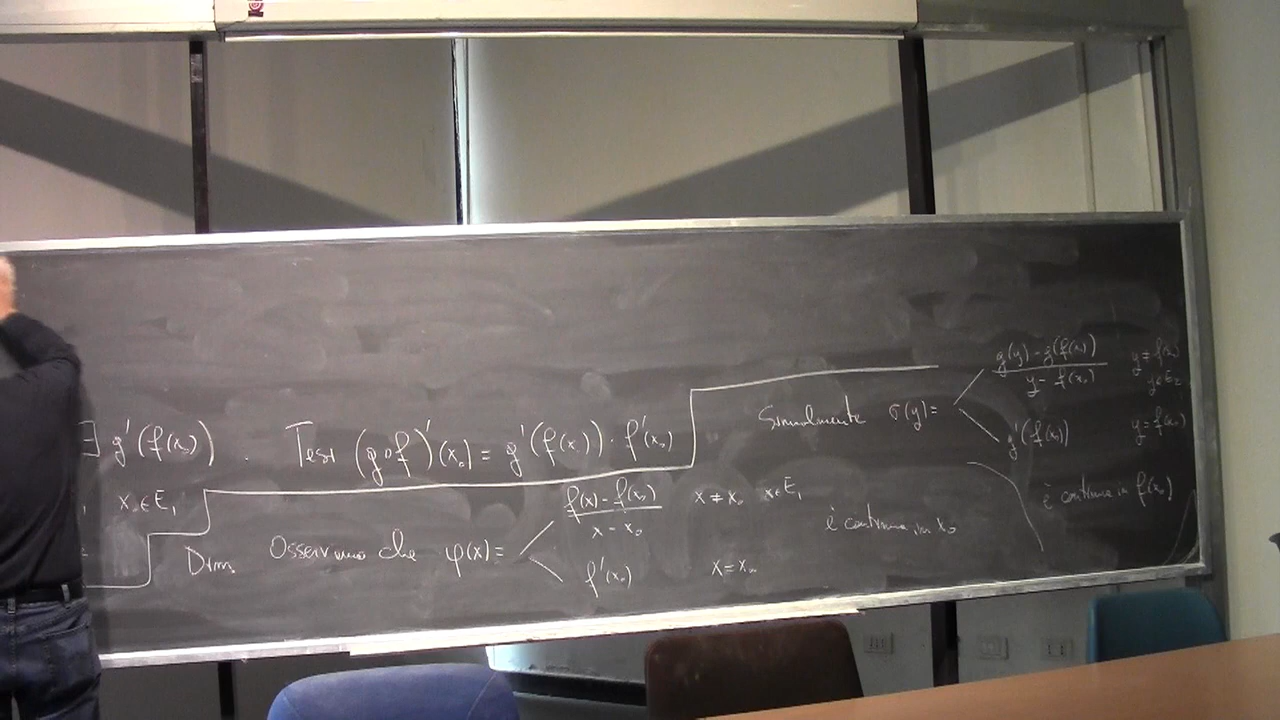 ∃ g'(f(x₀)) . Tesi (g∘f)'(x₀) = g'(f(x₀)) · f'(x₀)
x₀ ∈ E₁
Dim. Osserviamo che φ(x) =
f(x) - f(x₀) / x - x₀   x ≠ x₀   x ∈ E₁
f'(x₀)   x = x₀
è continua in x₀
Similmente σ(y) =
g(y) - g(f(x₀)) / y - f(x₀)   y ≠ f(x₀)
y ∈ E₂
g'(f(x₀))   y = f(x₀)
è continua in f(x₀)